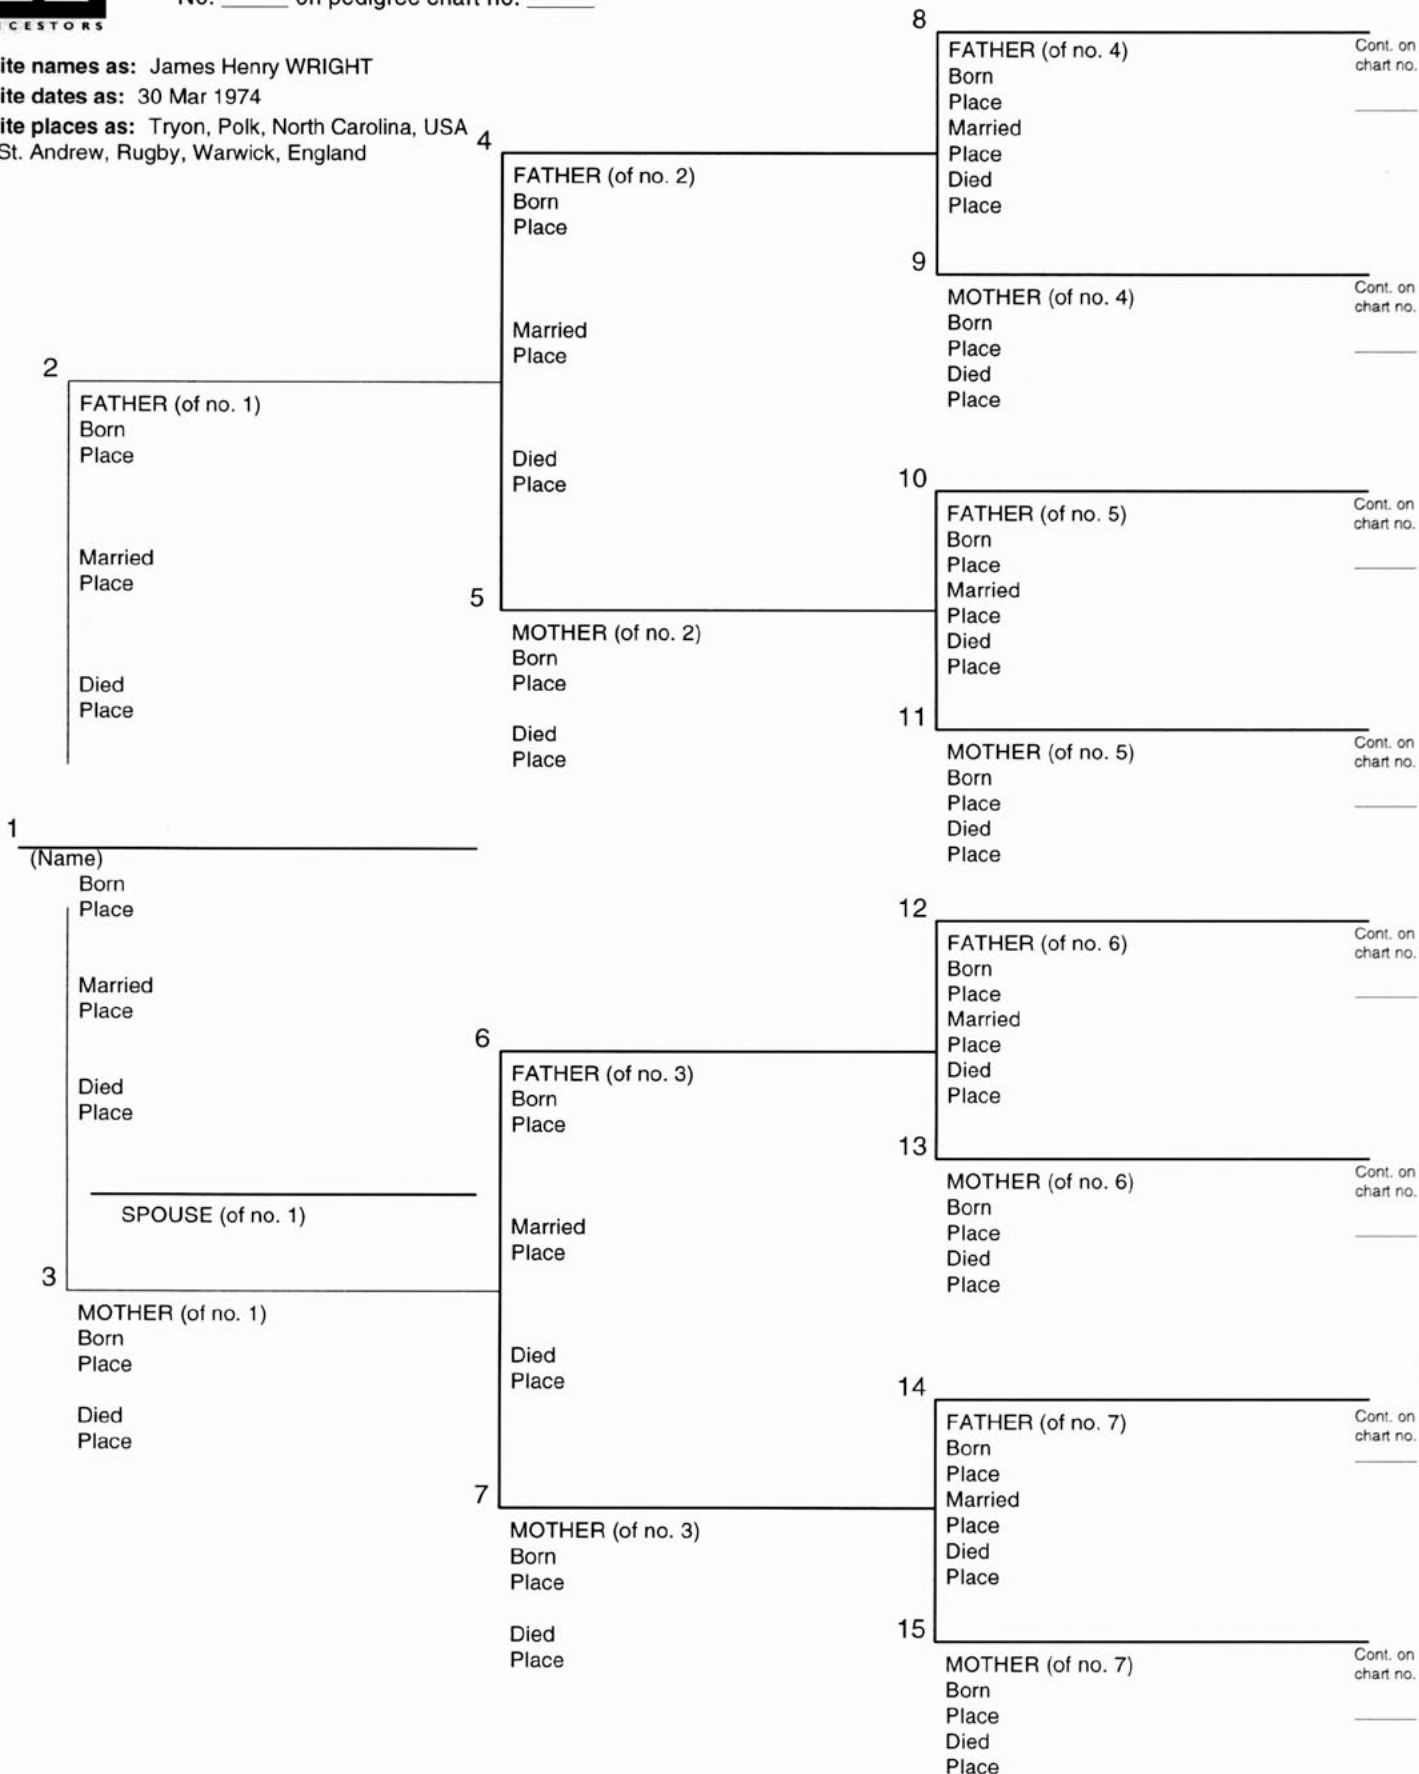 No. ______ on pedigree chart no. ______
CESTORS
ite names as: James Henry WRIGHT
ite dates as: 30 Mar 1974
ite places as: Tryon, Polk, North Carolina, USA
St. Andrew, Rugby, Warwick, England
2
FATHER (of no. 1)
Born
Place
Married
Place
Died
Place
1
(Name)
Born
Place
Married
Place
Died
Place
SPOUSE (of no. 1)
3
MOTHER (of no. 1)
Born
Place
Died
Place
4
FATHER (of no. 2)
Born
Place
Married
Place
Died
Place
5
MOTHER (of no. 2)
Born
Place
Died
Place
6
FATHER (of no. 3)
Born
Place
Married
Place
Died
Place
7
MOTHER (of no. 3)
Born
Place
Died
Place
8
FATHER (of no. 4)
Born
Place
Married
Place
Died
Place
Cont. on
chart no.
9
MOTHER (of no. 4)
Born
Place
Died
Place
Cont. on
chart no.
10
FATHER (of no. 5)
Born
Place
Married
Place
Died
Place
Cont. on
chart no.
11
MOTHER (of no. 5)
Born
Place
Died
Place
Cont. on
chart no.
12
FATHER (of no. 6)
Born
Place
Married
Place
Died
Place
Cont. on
chart no.
13
MOTHER (of no. 6)
Born
Place
Died
Place
Cont. on
chart no.
14
FATHER (of no. 7)
Born
Place
Married
Place
Died
Place
Cont. on
chart no.
15
MOTHER (of no. 7)
Born
Place
Died
Place
Cont. on
chart no.